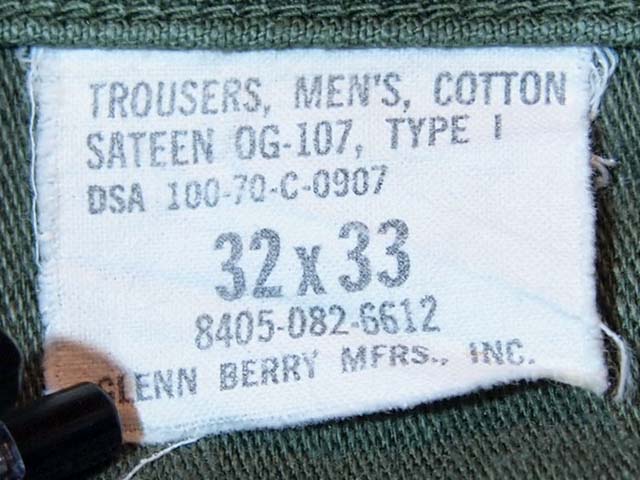 TROUSERS, MEN'S, COTTON
SATEEN OG-107, TYPE I
DSA 100-70-C-0907
32 x 33
8405-082-6612
GLENN BERRY MFRS., INC.